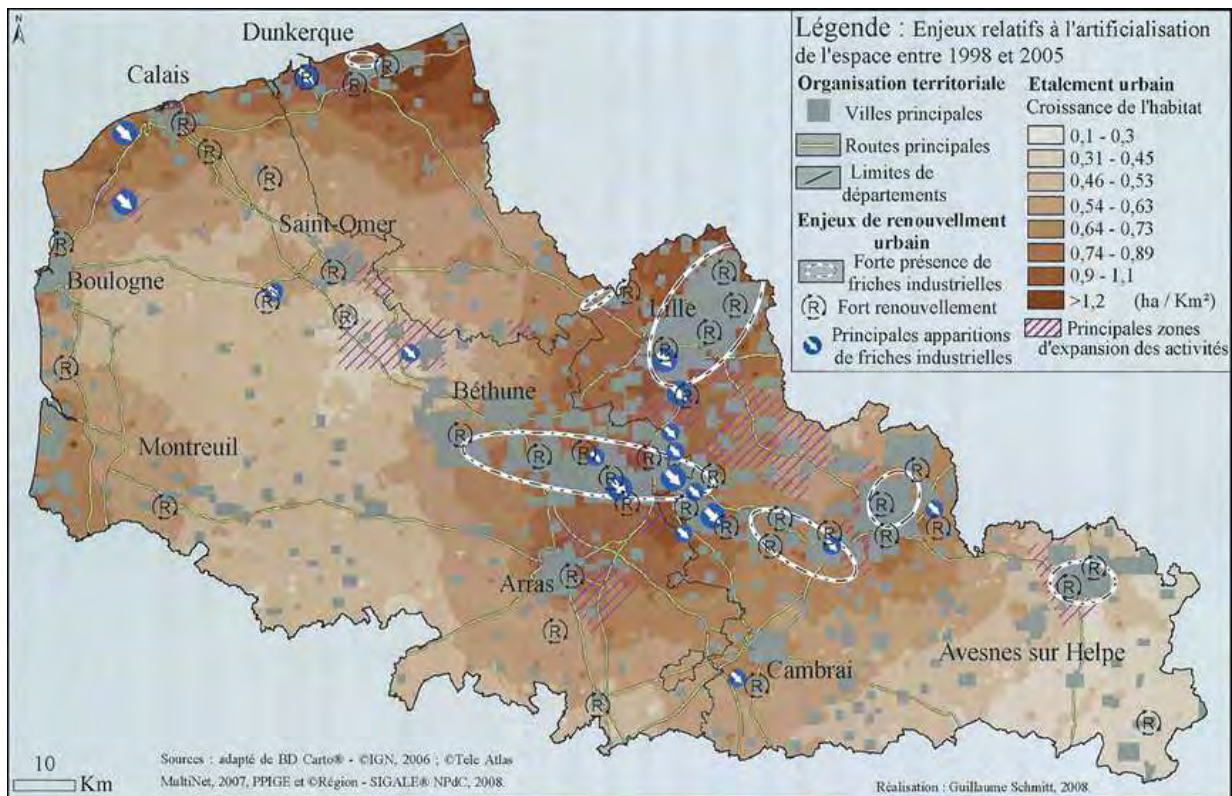 N
Dunkerque
Calais
Saint-Omer
Boulogne
Lille
Béthune
Montreuil
Arras
Cambrai
Avesnes sur Helpe
Légende : Enjeux relatifs à l'artificialisation
de l'espace entre 1998 et 2005
Organisation territoriale
Villes principales
Routes principales
Limites de
départements
Enjeux de renouvellment
urbain
Forte présence de
friches industrielles
R Fort renouvellement
Principales apparitions
de friches industrielles
Etalement urbain
Croissance de l'habitat
0,1 - 0,3
0,31 - 0,45
0,46 - 0,53
0,54 - 0,63
0,64 - 0,73
0,74 - 0,89
0,9 - 1,1
>1,2 (ha / Km²)
Principales zones
d'expansion des activités
10
Km
Sources : adapté de BD Carto® - ©IGN, 2006 ; ©Tele Atlas
MultiNet, 2007, PPIGE et ©Région - SIGALE® NPdC, 2008.
Réalisation : Guillaume Schmitt, 2008.